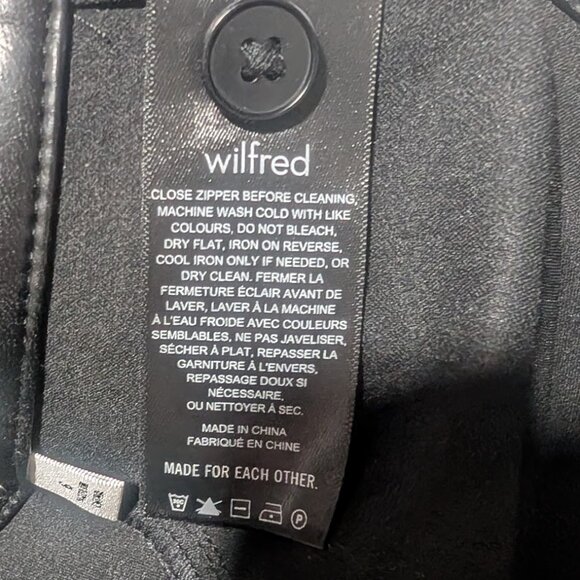 wilfred
CLOSE ZIPPER BEFORE CLEANING,
MACHINE WASH COLD WITH LIKE
COLOURS, DO NOT BLEACH,
DRY FLAT, IRON ON REVERSE,
COOL IRON ONLY IF NEEDED, OR
DRY CLEAN. FERMER LA
FERMETURE ÉCLAIR AVANT DE
LAVER, LAVER À LA MACHINE
À L'EAU FROIDE AVEC COULEURS
SEMBLABLES, NE PAS JAVELISER,
SÉCHER À PLAT, REPASSER LA
GARNITURE À L'ENVERS,
REPASSAGE DOUX SI
NÉCESSAIRE,
OU NETTOYER À SEC.
MADE IN CHINA
FABRIQUÉ EN CHINE
MADE FOR EACH OTHER.
P